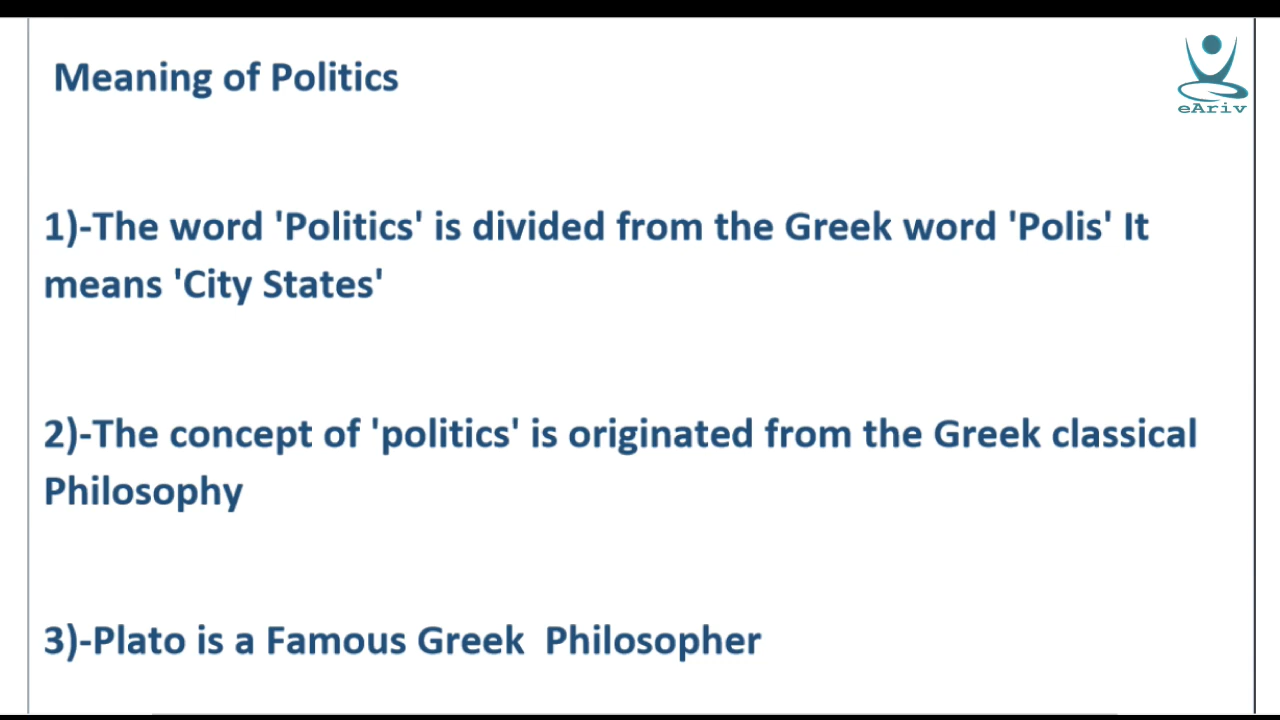 Meaning of Politics
eAriv
1)-The word 'Politics' is divided from the Greek word 'Polis' It
means 'City States'
2)-The concept of 'politics' is originated from the Greek classical
Philosophy
3)-Plato is a Famous Greek  Philosopher